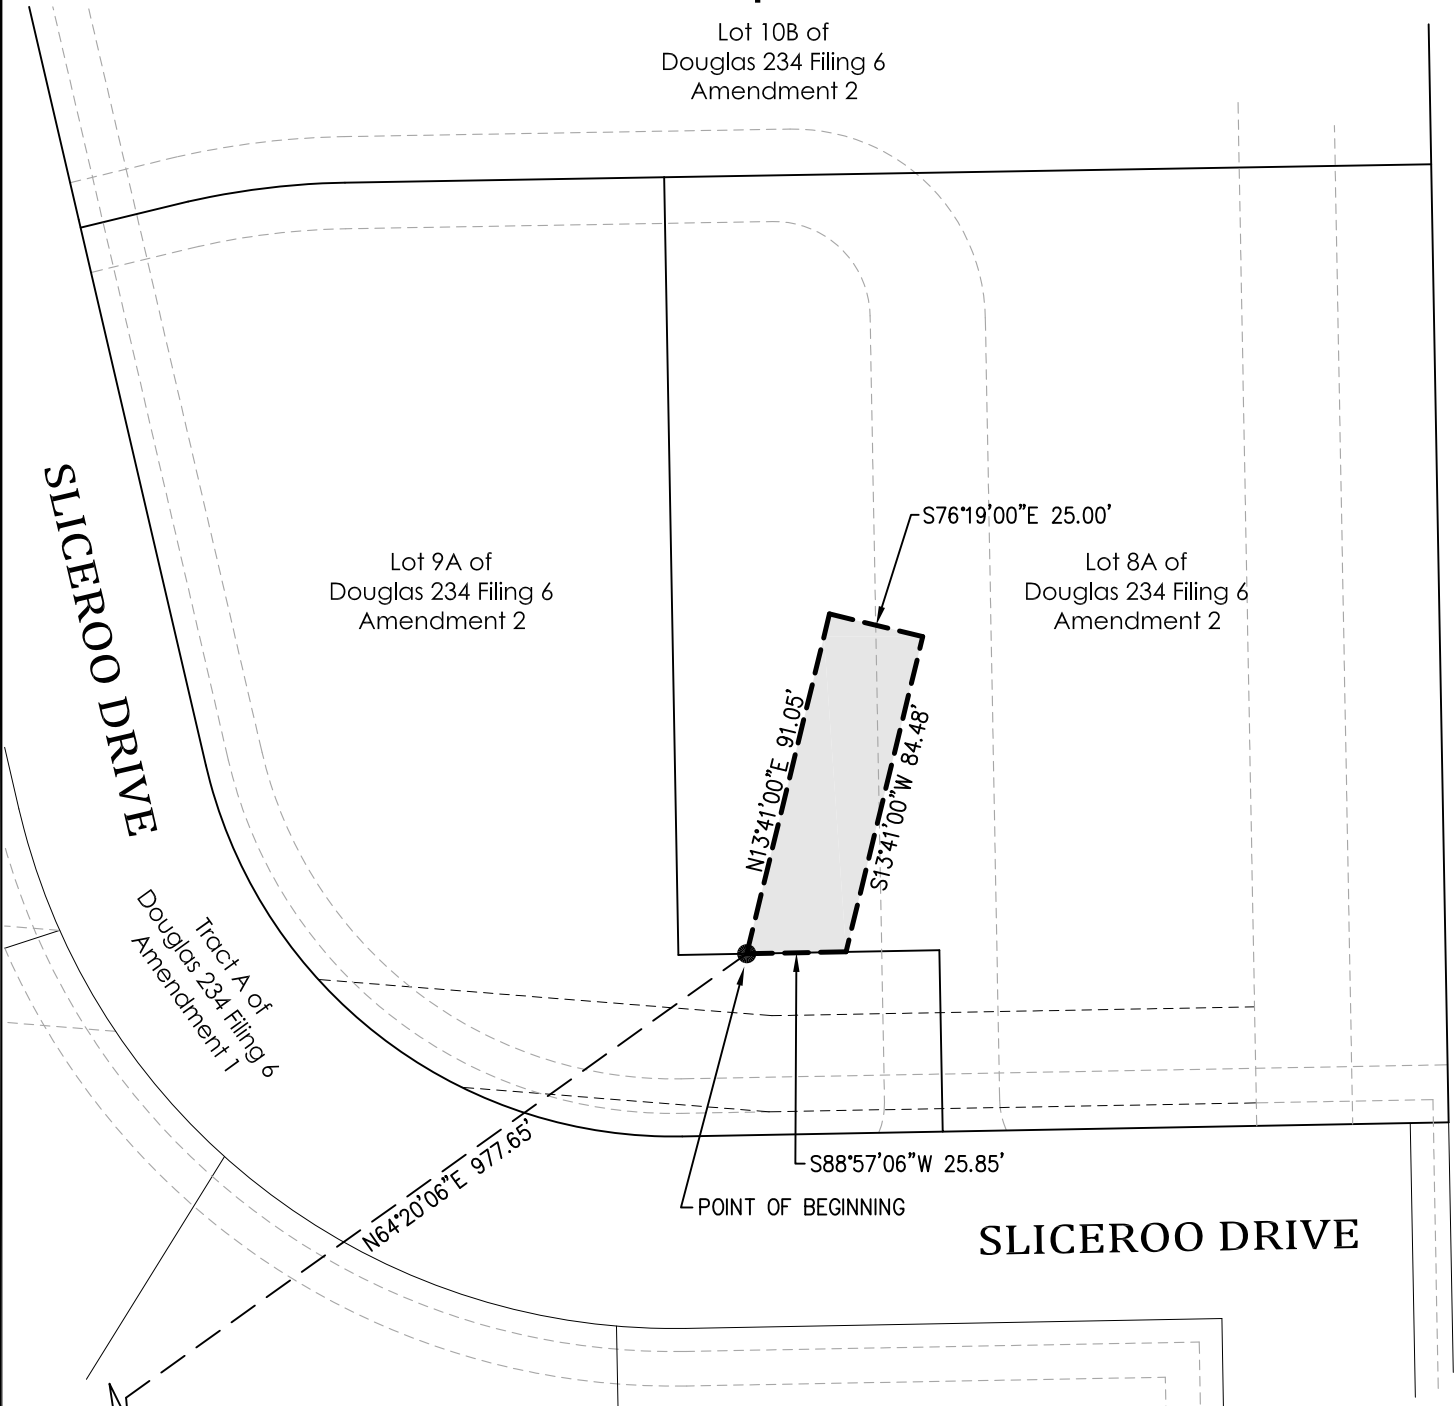 Lot 10B of
Douglas 234 Filing 6
Amendment 2
S76°19'00"E 25.00'
Lot 9A of
Douglas 234 Filing 6
Amendment 2
Lot 8A of
Douglas 234 Filing 6
Amendment 2
SLICEROO DRIVE
N13°41'00"E 91.05'
S13°41'00"W 84.48'
Tract A of
Douglas 234 Filing 6
Amendment 1
N64°20'06"E 977.65'
S88°57'06"W 25.85'
POINT OF BEGINNING
SLICEROO DRIVE